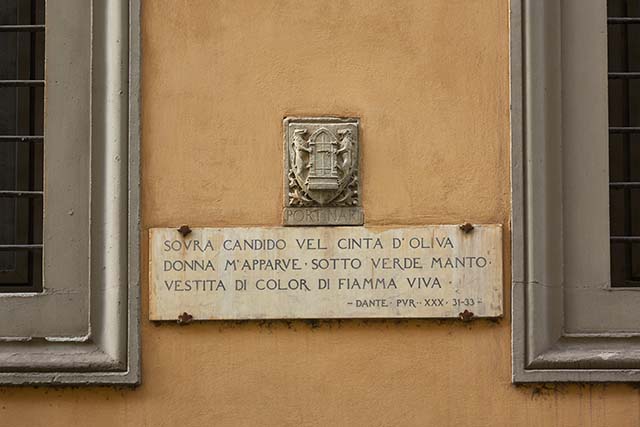 PORTINARI
SOVRA CANDIDO VEL CINTA D'OLIVA
DONNA M'APPARVE · SOTTO VERDE MANTO ·
VESTITA DI COLOR DI FIAMMA VIVA ·
– DANTE · PVR · XXX · 31-33 –